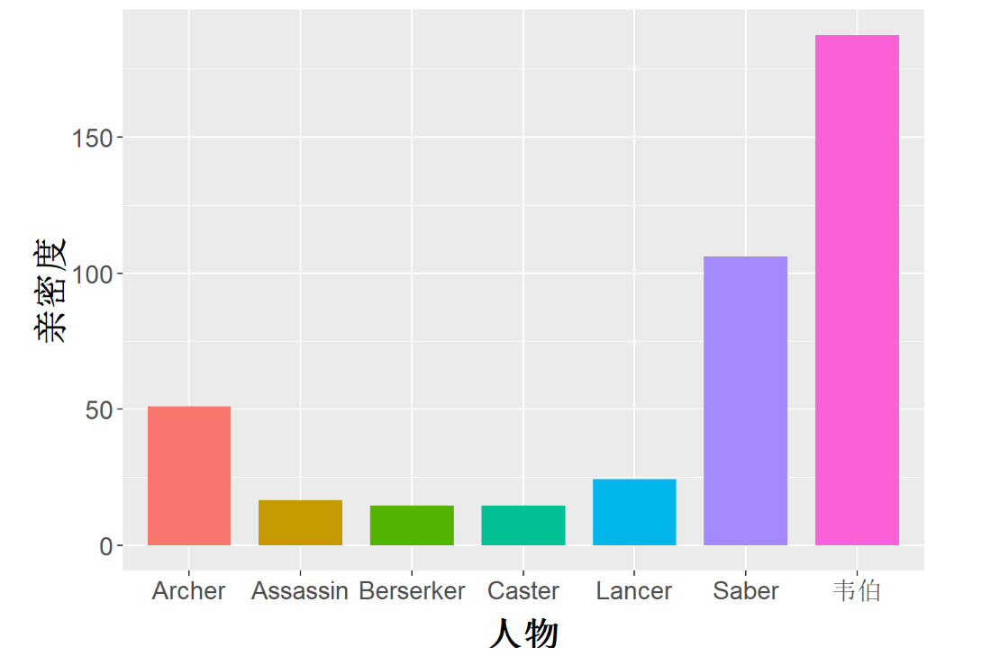 亲密度
150
100
50
0
Archer Assassin Berserker Caster Lancer Saber 韦伯
人物